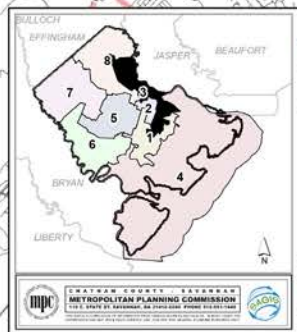 BULLOCH
EFFINGHAM
JASPER
BEAUFORT
8
7
3
2
5
1
6
4
BRYAN
LIBERTY
N
mpc
CHATHAM COUNTY - SAVANNAH
METROPOLITAN PLANNING COMMISSION
SAGIS